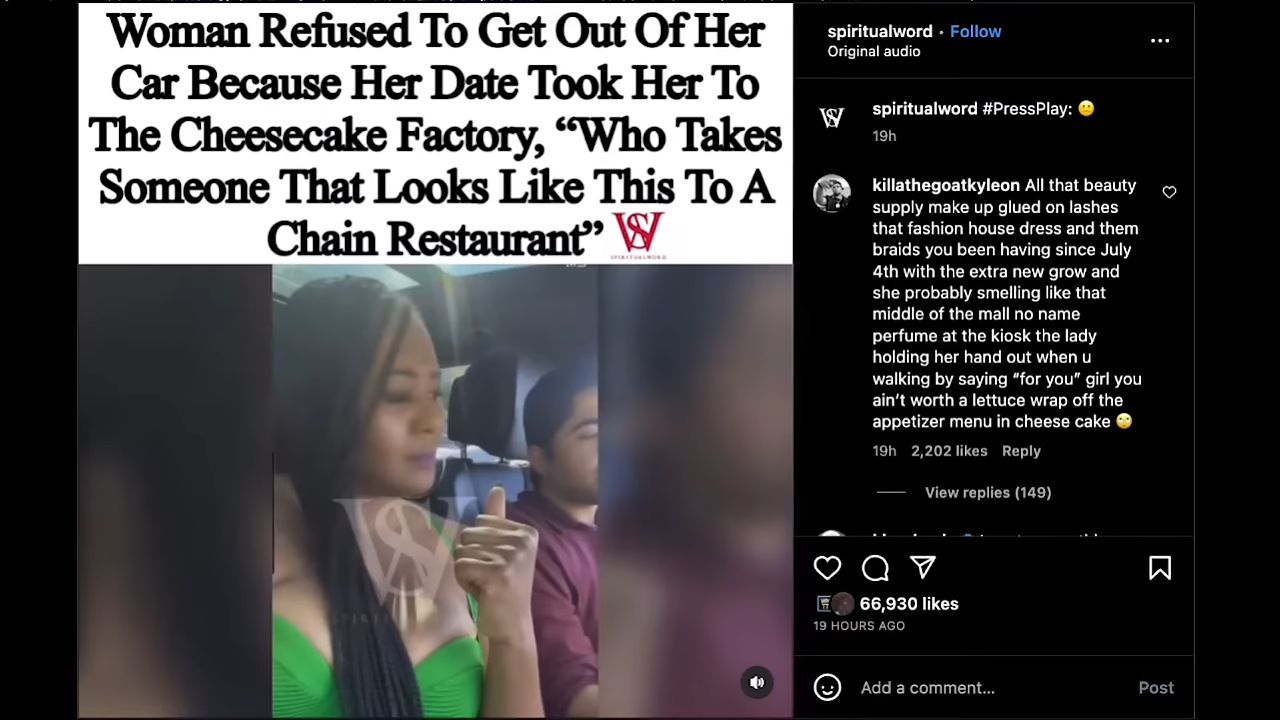 Woman Refused To Get Out Of Her
Car Because Her Date Took Her To
The Cheesecake Factory, “Who Takes
Someone That Looks Like This To A
Chain Restaurant”
SPIRITUALWORD
spiritualword • Follow
Original audio
spiritualword #PressPlay: 😕
19h
killathegoatkyleon All that beauty
supply make up glued on lashes
that fashion house dress and them
braids you been having since July
4th with the extra new grow and
she probably smelling like that
middle of the mall no name
perfume at the kiosk the lady
holding her hand out when u
walking by saying “for you” girl you
ain’t worth a lettuce wrap off the
appetizer menu in cheese cake 🙄
19h 2,202 likes Reply
View replies (149)
66,930 likes
19 HOURS AGO
Add a comment... Post